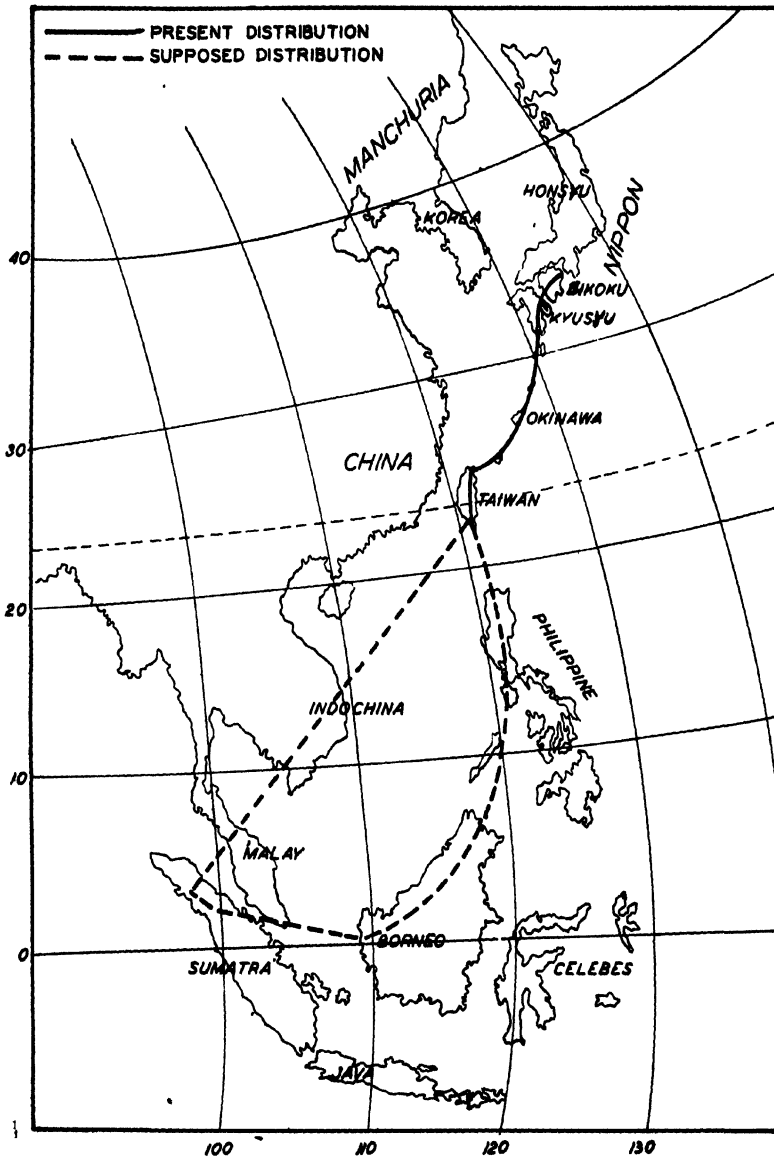 PRESENT DISTRIBUTION
SUPPOSED DISTRIBUTION
MANCHURIA
HONSYU
KOREA
NIPPON
40
SIKOKU
KYUSYU
OKINAWA
30
CHINA
TAIWAN
20
PHILIPPINE
INDOCHINA
10
MALAY
BORNEO
0
SUMATRA
CELEBES
JAVA
100
110
120
130